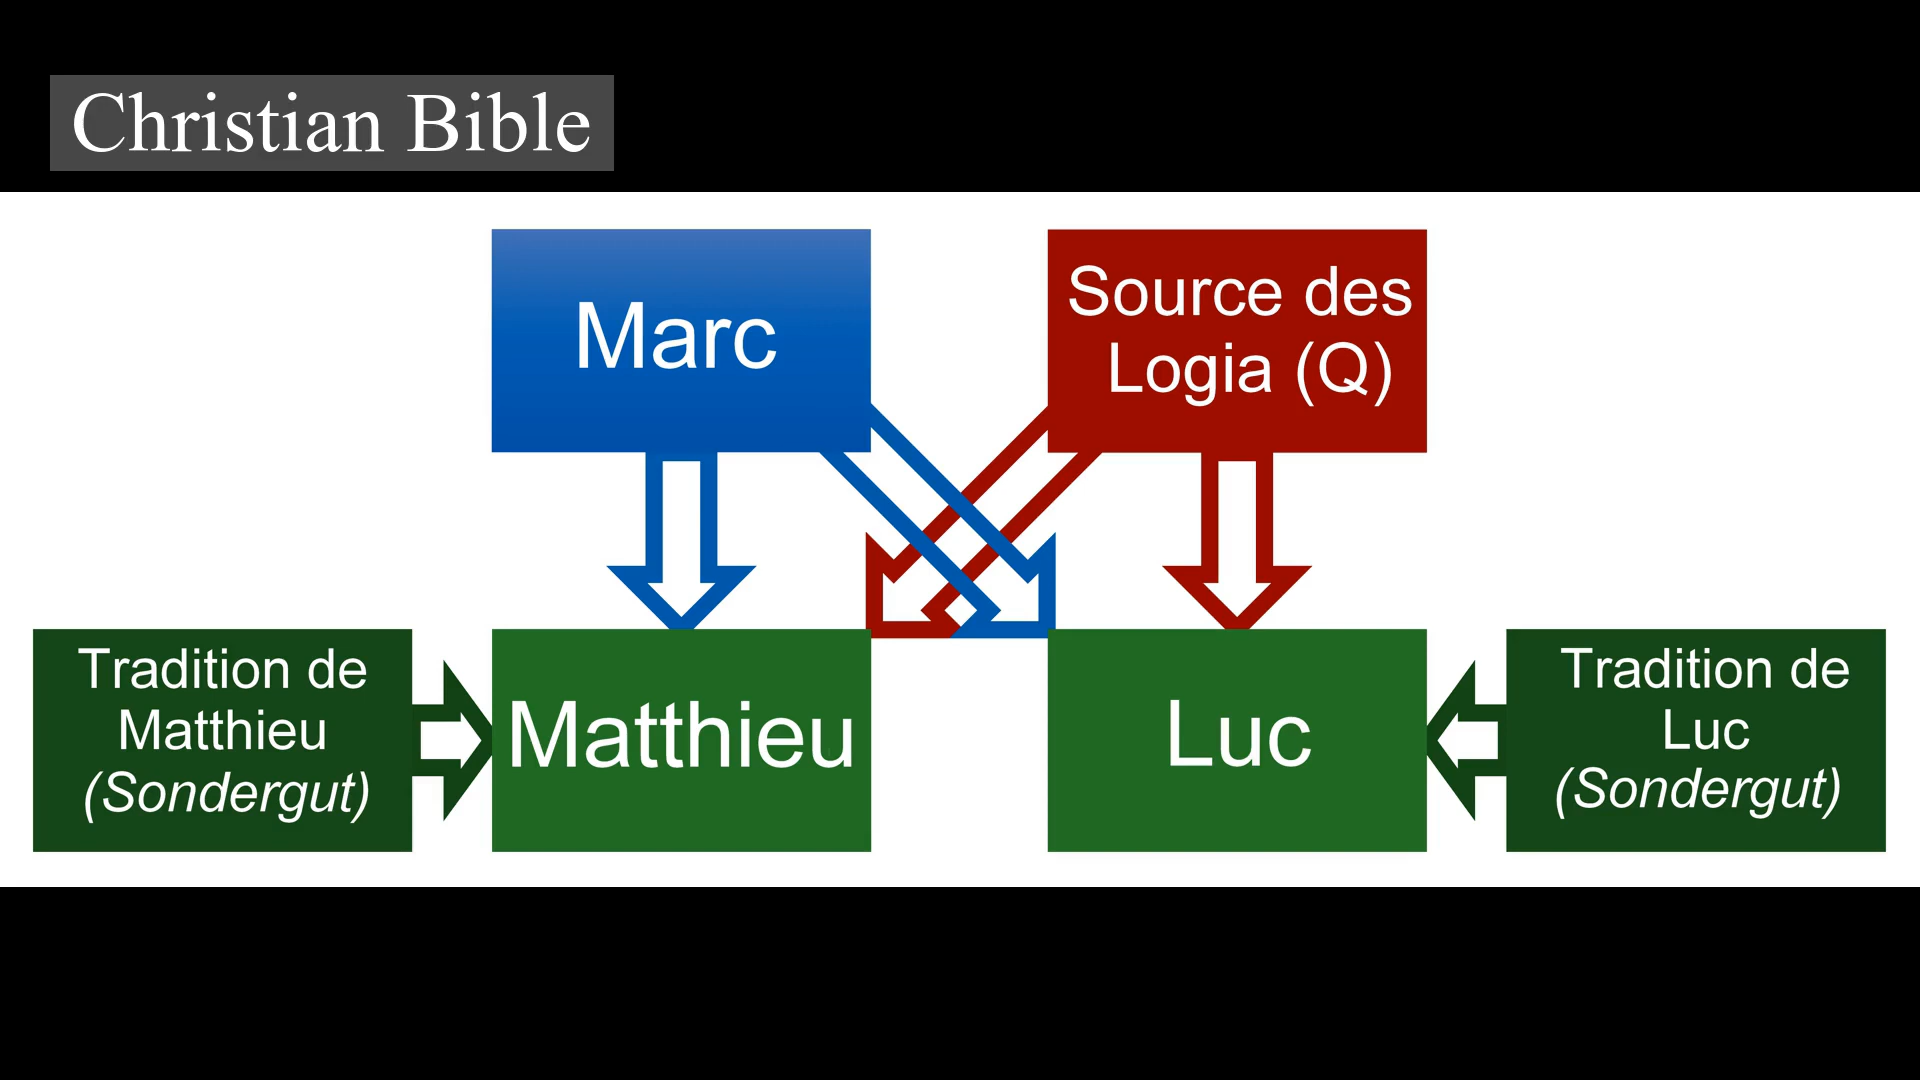 Christian Bible
Marc
Source des
Logia (Q)
Tradition de
Matthieu
(Sondergut)
Matthieu
Luc
Tradition de
Luc
(Sondergut)